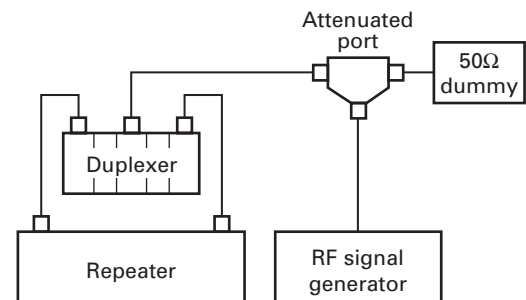 Attenuated
port
50Ω
dummy
Duplexer
Repeater
RF signal
generator